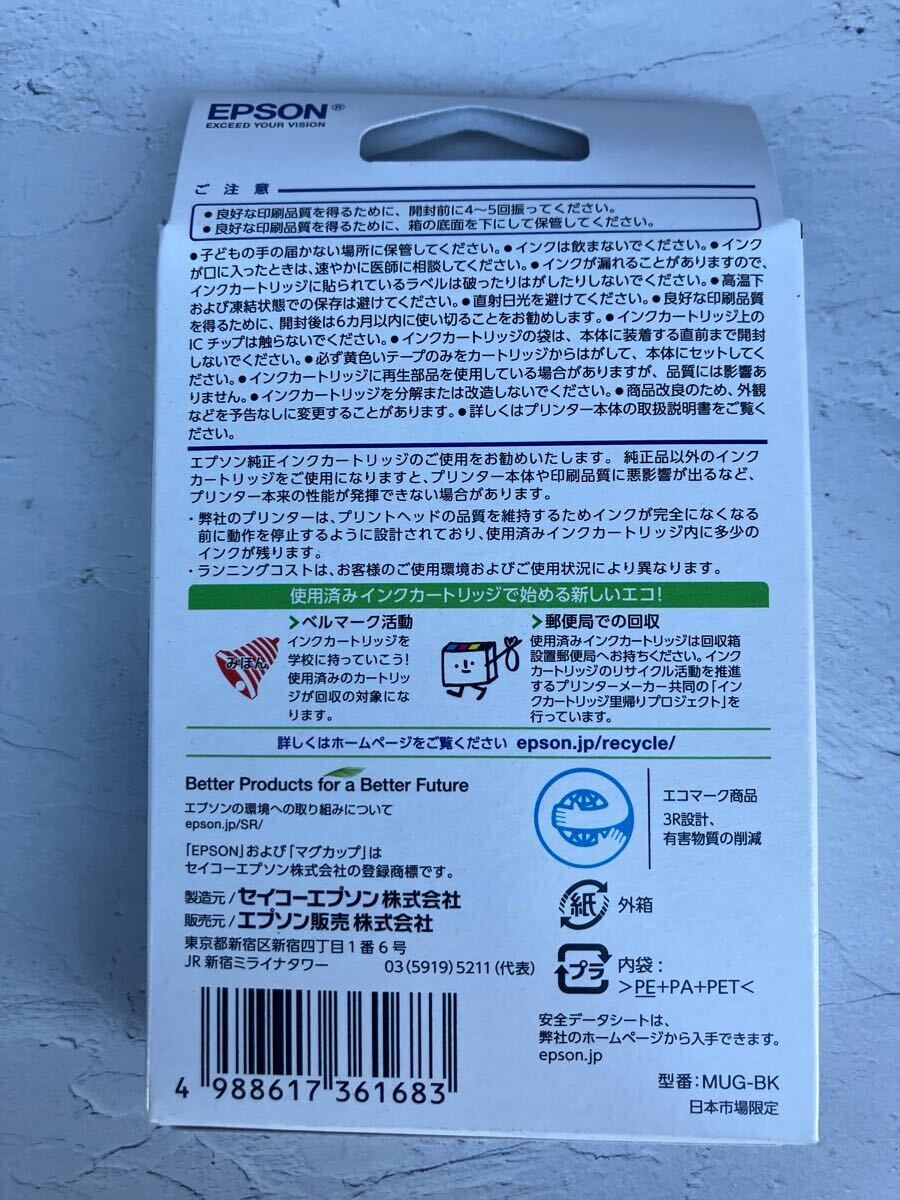 EPSON®
EXCEED YOUR VISION
ご注意
●良好な印刷品質を得るために、開封前に4～5回振ってください。
●良好な印刷品質を得るために、箱の底面を下にして保管してください。
●子どもの手の届かない場所に保管してください。●インクは飲まないでください。●インク
が口に入ったときは、速やかに医師に相談してください。●インクが漏れることがありますので、
インクカートリッジに貼られているラベルは破ったりはがしたりしないでください。●高温下
および凍結状態での保存は避けてください。●直射日光を避けてください。●良好な印刷品質
を得るために、開封後は6カ月以内に使い切ることをお勧めします。●インクカートリッジ上の
ICチップは触らないでください。●インクカートリッジの袋は、本体に装着する直前まで開封
しないでください。●必ず黄色いテープのみをカートリッジからはがして、本体にセットしてく
ださい。●インクカートリッジに再生部品を使用している場合がありますが、品質には影響あ
りません。●インクカートリッジを分解または改造しないでください。●商品改良のため、外観
などを予告なしに変更することがあります。●詳しくはプリンター本体の取扱説明書をご覧く
ださい。
エプソン純正インクカートリッジのご使用をお勧めいたします。純正品以外のインク
カートリッジをご使用になりますと、プリンター本体や印刷品質に悪影響が出るなど、
プリンター本来の性能が発揮できない場合があります。
・弊社のプリンターは、プリントヘッドの品質を維持するためインクが完全になくなる
前に動作を停止するように設計されており、使用済みインクカートリッジ内に多少の
インクが残ります。
・ランニングコストは、お客様のご使用環境およびご使用状況により異なります。
使用済みインクカートリッジで始める新しいエコ!
ベルマーク活動
みほん
インクカートリッジを
学校に持っていこう!
使用済みのカートリッ
ジが回収の対象にな
ります。
郵便局での回収
使用済みインクカートリッジは回収箱
設置郵便局へお持ちください。インク
カートリッジのリサイクル活動を推進
するプリンターメーカー共同の「イン
クカートリッジ里帰りプロジェクト」を
行っています。
詳しくはホームページをご覧ください epson.jp/recycle/
Better Products for a Better Future
エプソンの環境への取り組みについて
epson.jp/SR/
「EPSON」および「マグカップ」は
セイコーエプソン株式会社の登録商標です。
製造元/セイコーエプソン株式会社
販売元/エプソン販売株式会社
東京都新宿区新宿四丁目1番6号
JR新宿ミライナタワー 03(5919)5211(代表)
エコマーク商品
3R設計、
有害物質の削減
紙 外箱
プラ 内袋:
>PE+PA+PET<
安全データシートは、
弊社のホームページから入手できます。
epson.jp
4 988617 361683
型番:MUG-BK
日本市場限定